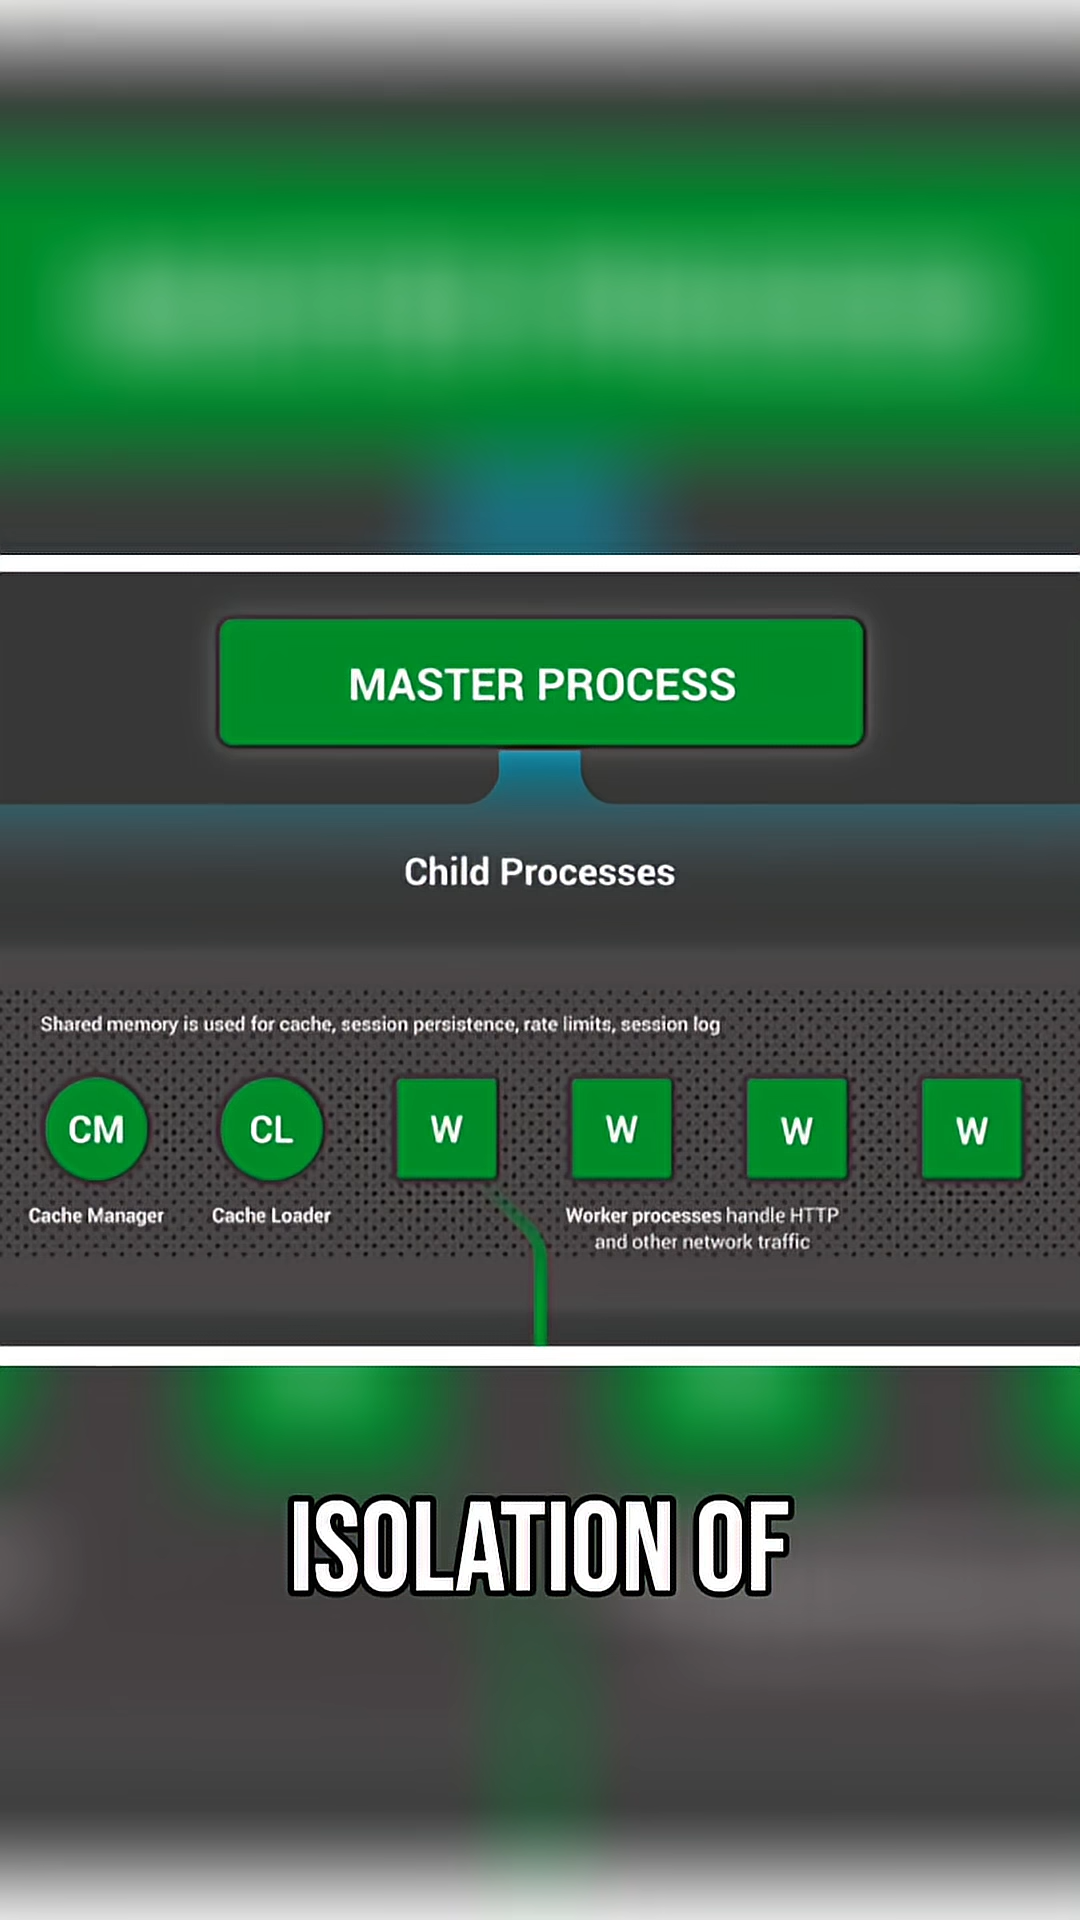 MASTER PROCESS
Child Processes
Shared memory is used for cache, session persistence, rate limits, session log
CM
CL
W
W
W
W
Cache Manager
Cache Loader
Worker processes handle HTTP
and other network traffic
ISOLATION OF